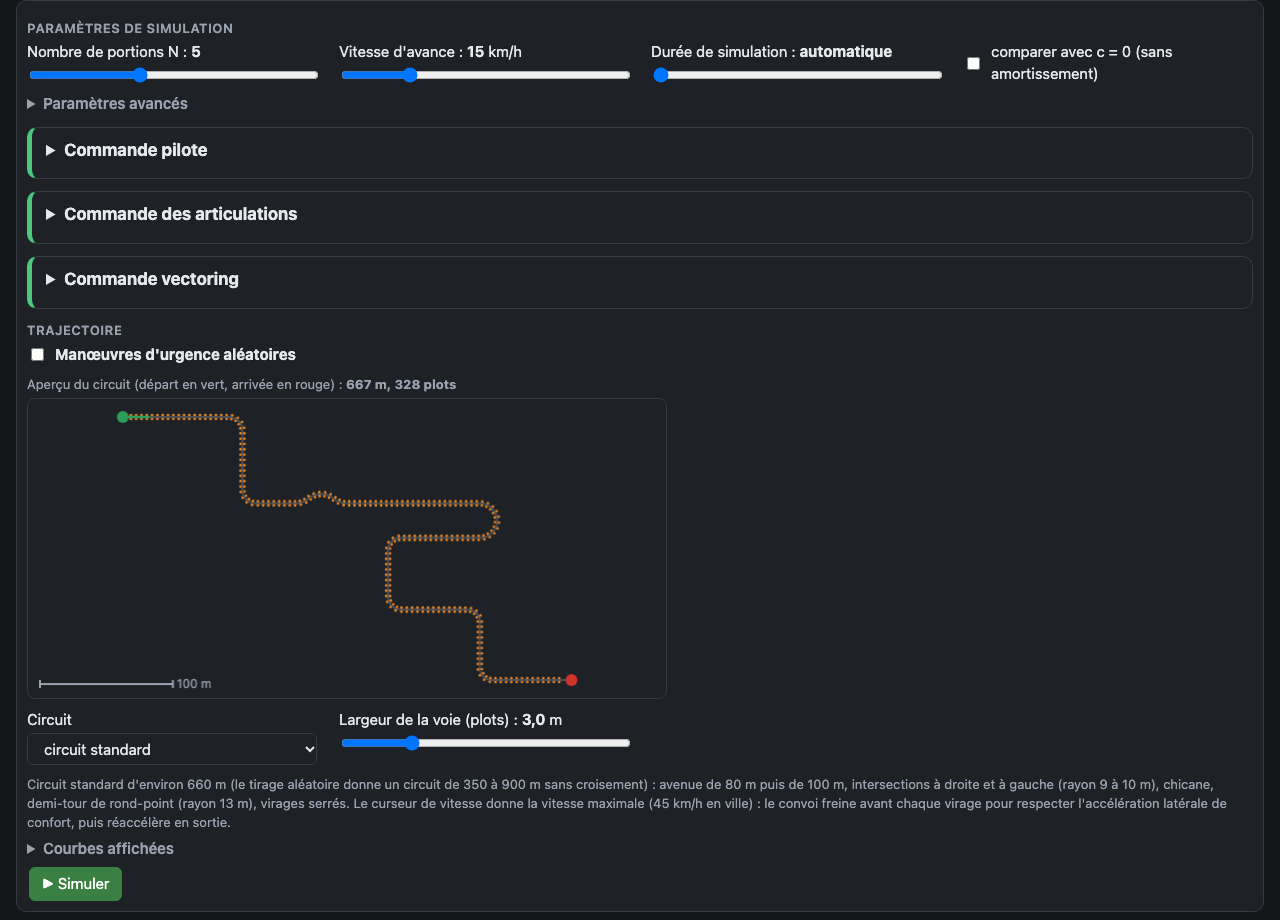 PARAMÈTRES DE SIMULATION
Nombre de portions N : 5
Vitesse d'avance : 15 km/h
Durée de simulation : automatique
comparer avec c = 0 (sans
amortissement)
▶ Paramètres avancés
▶ Commande pilote
▶ Commande des articulations
▶ Commande vectoring
TRAJECTOIRE
Manœuvres d'urgence aléatoires
Aperçu du circuit (départ en vert, arrivée en rouge) : 667 m, 328 plots
100 m
Circuit
Largeur de la voie (plots) : 3,0 m
circuit standard
Circuit standard d'environ 660 m (le tirage aléatoire donne un circuit de 350 à 900 m sans croisement) : avenue de 80 m puis de 100 m, intersections à droite et à gauche (rayon 9 à 10 m), chicane,
demi-tour de rond-point (rayon 13 m), virages serrés. Le curseur de vitesse donne la vitesse maximale (45 km/h en ville) : le convoi freine avant chaque virage pour respecter l'accélération latérale de
confort, puis réaccélère en sortie.
▶ Courbes affichées
▶ Simuler